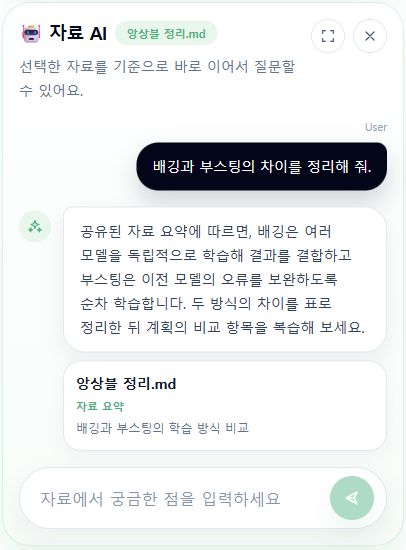 자료 AI 앙상블 정리.md
선택한 자료를 기준으로 바로 이어서 질문할
수 있어요.
User
배깅과 부스팅의 차이를 정리해 줘.
공유된 자료 요약에 따르면, 배깅은 여러
모델을 독립적으로 학습해 결과를 결합하고
부스팅은 이전 모델의 오류를 보완하도록
순차 학습합니다. 두 방식의 차이를 표로
정리한 뒤 계획의 비교 항목을 복습해 보세요.
앙상블 정리.md
자료 요약
배깅과 부스팅의 학습 방식 비교
자료에서 궁금한 점을 입력하세요